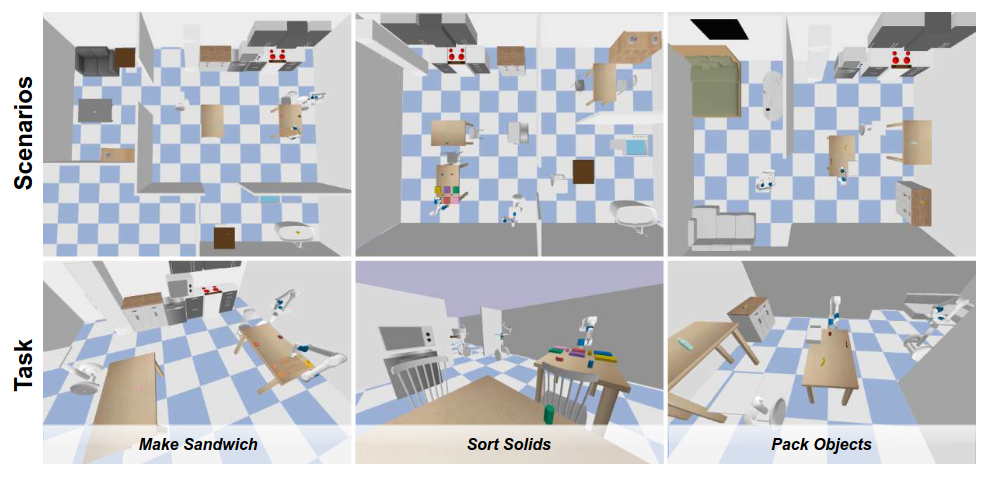 Scenarios
Task
Make Sandwich
Sort Solids
Pack Objects